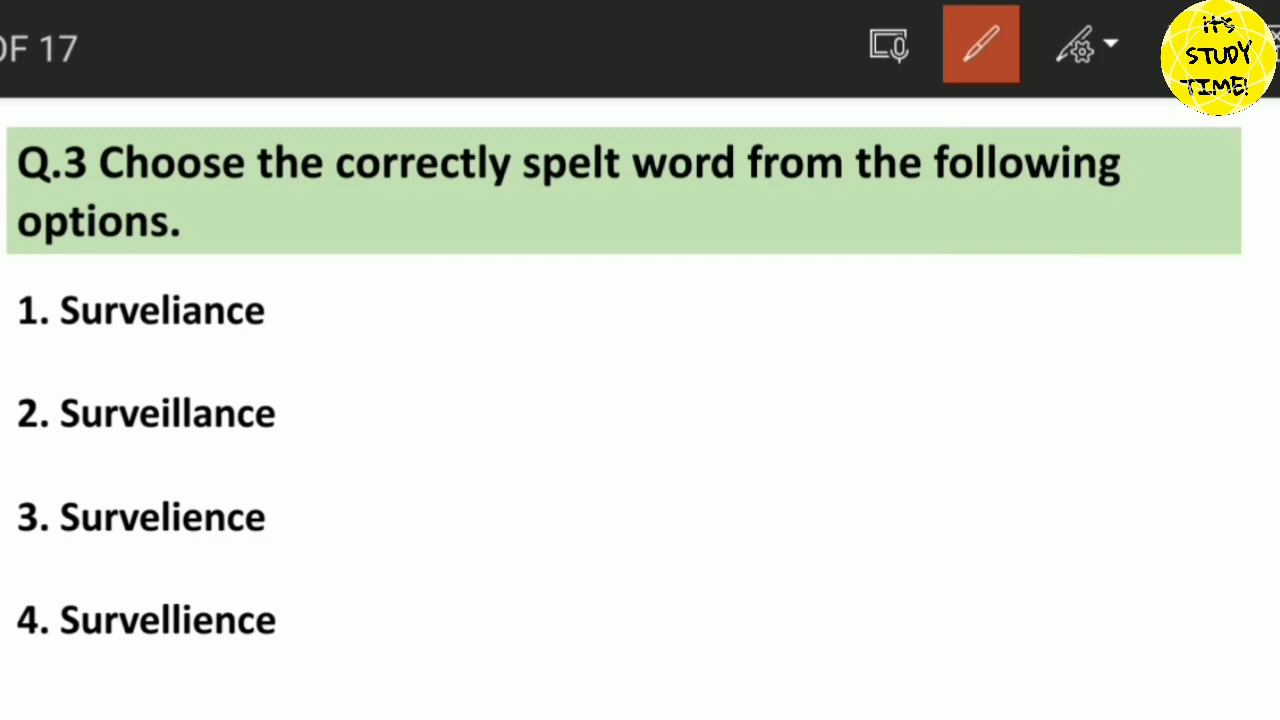 OF 17
iT'S
STUDY
TIME!
Q.3 Choose the correctly spelt word from the following
options.
1. Surveliance
2. Surveillance
3. Survelience
4. Survellience